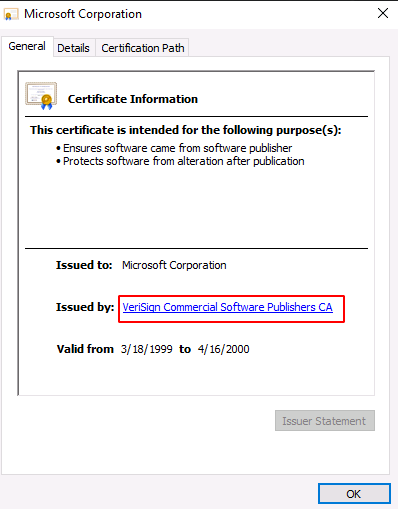 Microsoft Corporation
General Details Certification Path
Certificate Information
This certificate is intended for the following purpose(s):
• Ensures software came from software publisher
• Protects software from alteration after publication
Issued to: Microsoft Corporation
Issued by: VeriSign Commercial Software Publishers CA
Valid from 3/18/1999 to 4/16/2000
Issuer Statement
OK